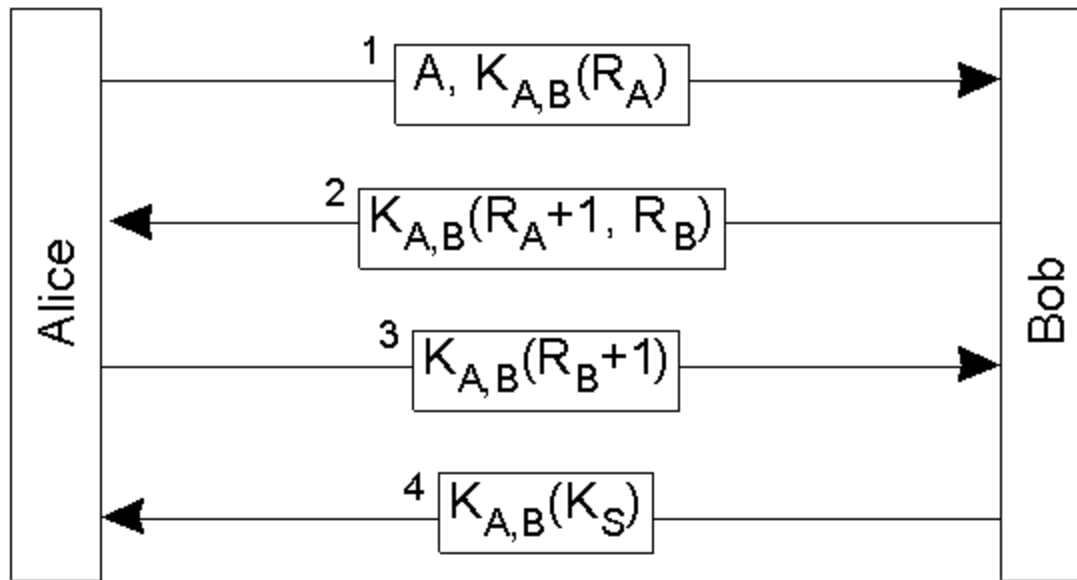 Alice
Bob
1
A, K_A,B(R_A)
2
K_A,B(R_A+1, R_B)
3
K_A,B(R_B+1)
4
K_A,B(K_S)